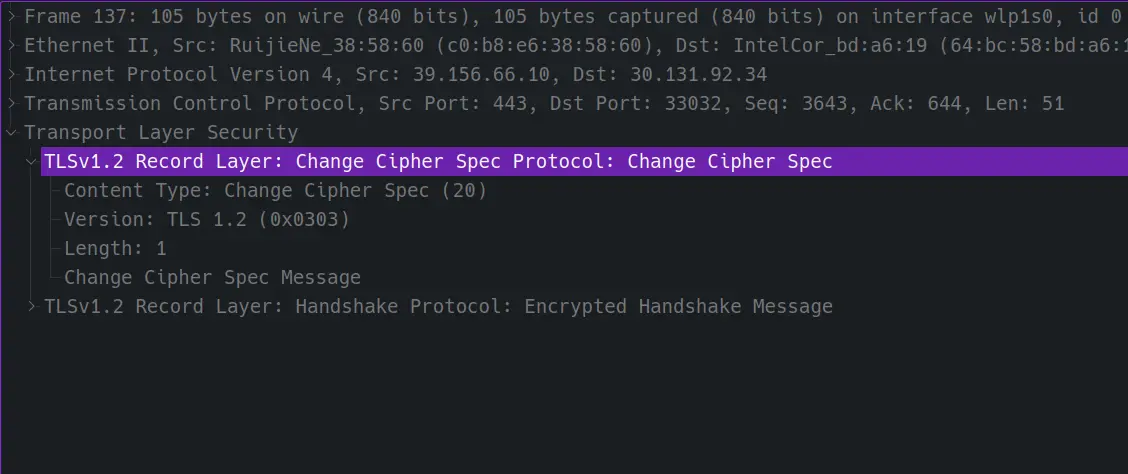 Frame 137: 105 bytes on wire (840 bits), 105 bytes captured (840 bits) on interface wlp1s0, id 0
Ethernet II, Src: RuijieNe_38:58:60 (c0:b8:e6:38:58:60), Dst: IntelCor_bd:a6:19 (64:bc:58:bd:a6:1
Internet Protocol Version 4, Src: 39.156.66.10, Dst: 30.131.92.34
Transmission Control Protocol, Src Port: 443, Dst Port: 33032, Seq: 3643, Ack: 644, Len: 51
Transport Layer Security
TLSv1.2 Record Layer: Change Cipher Spec Protocol: Change Cipher Spec
Content Type: Change Cipher Spec (20)
Version: TLS 1.2 (0x0303)
Length: 1
Change Cipher Spec Message
TLSv1.2 Record Layer: Handshake Protocol: Encrypted Handshake Message